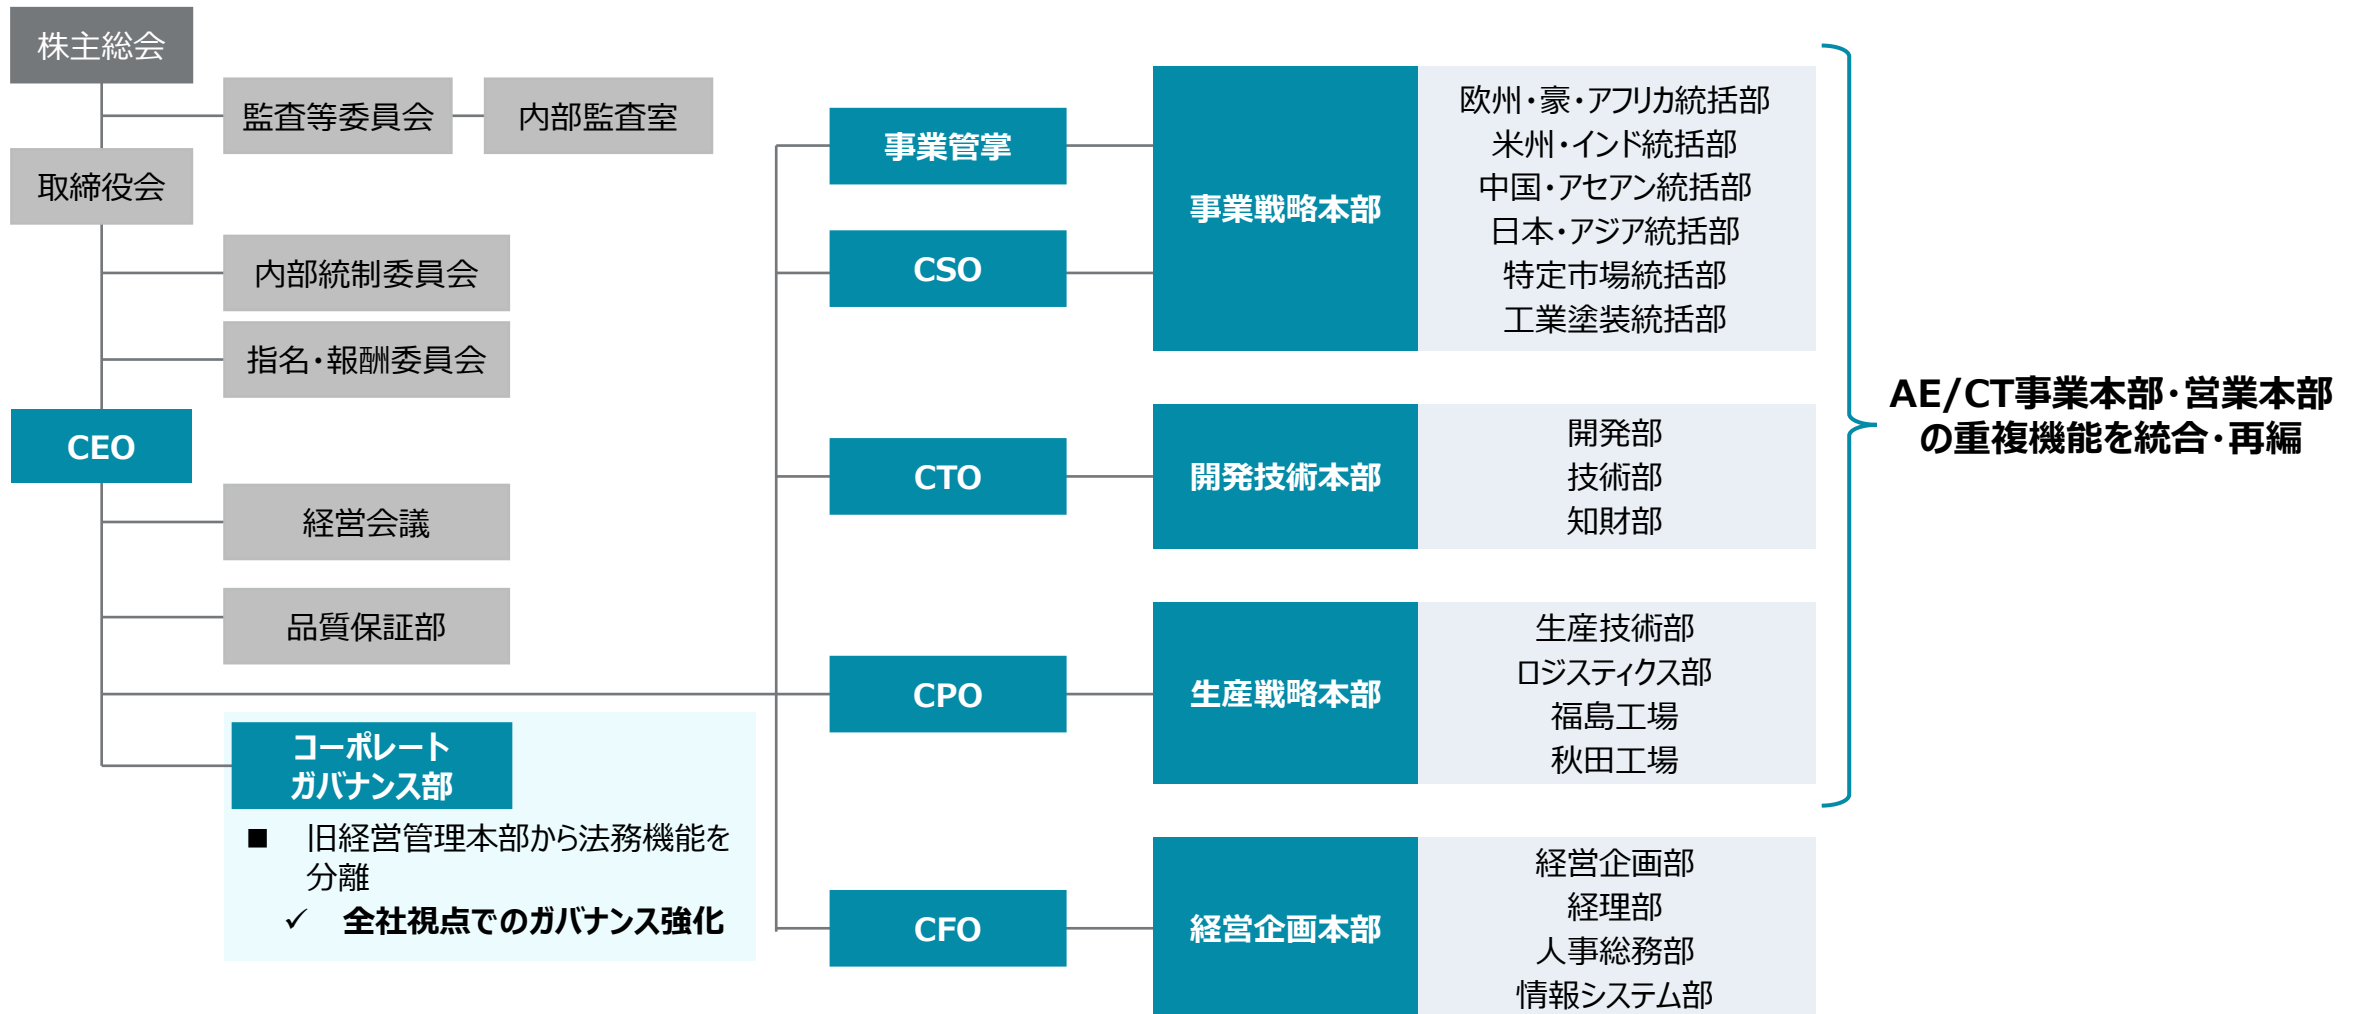 株主総会
監査等委員会
内部監査室
取締役会
内部統制委員会
指名・報酬委員会
CEO
経営会議
品質保証部
コーポレート
ガバナンス部
■ 旧経営管理本部から法務機能を
分離
✓ 全社視点でのガバナンス強化
事業管掌
CSO
事業戦略本部
欧州・豪・アフリカ統括部
米州・インド統括部
中国・アセアン統括部
日本・アジア統括部
特定市場統括部
工業塗装統括部
CTO
開発技術本部
開発部
技術部
知財部
CPO
生産戦略本部
生産技術部
ロジスティクス部
福島工場
秋田工場
CFO
経営企画本部
経営企画部
経理部
人事総務部
情報システム部
AE/CT事業本部・営業本部
の重複機能を統合・再編